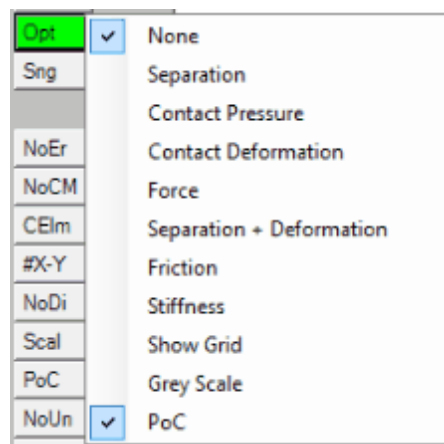 Opt None
Sng Separation
Contact Pressure
NoEr Contact Deformation
NoCM Force
CElm Separation + Deformation
#X-Y Friction
NoDi Stiffness
Scal Show Grid
PoC Grey Scale
NoUn PoC